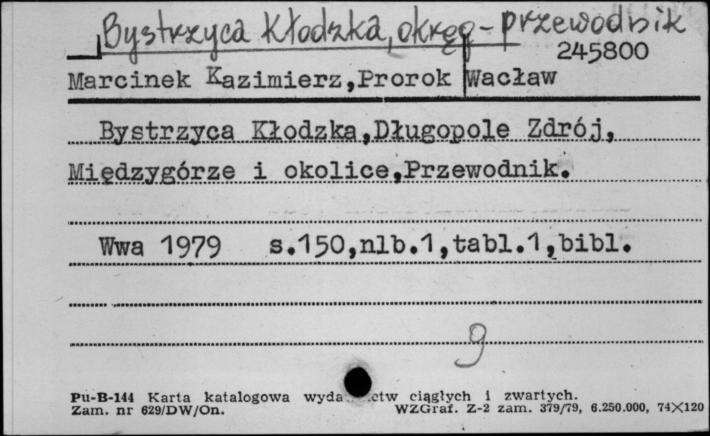 Bystrzyca Kłodzka, okręg - przewodnik
245800
Marcinek Kazimierz,Prorok Wacław
Bystrzyca Kłodzka,Długopole Zdrój,
Międzygórze i okolice,Przewodnik.
Wwa 1979 s.150,nlb.1,tabl.1,bibl.
g
Pu-B-144 Karta katalogowa wyda ctw ciągłych i zwartych.
Zam. nr 629/DW/On. WZGraf. Z-2 zam. 379/79, 6.250.000, 74×120